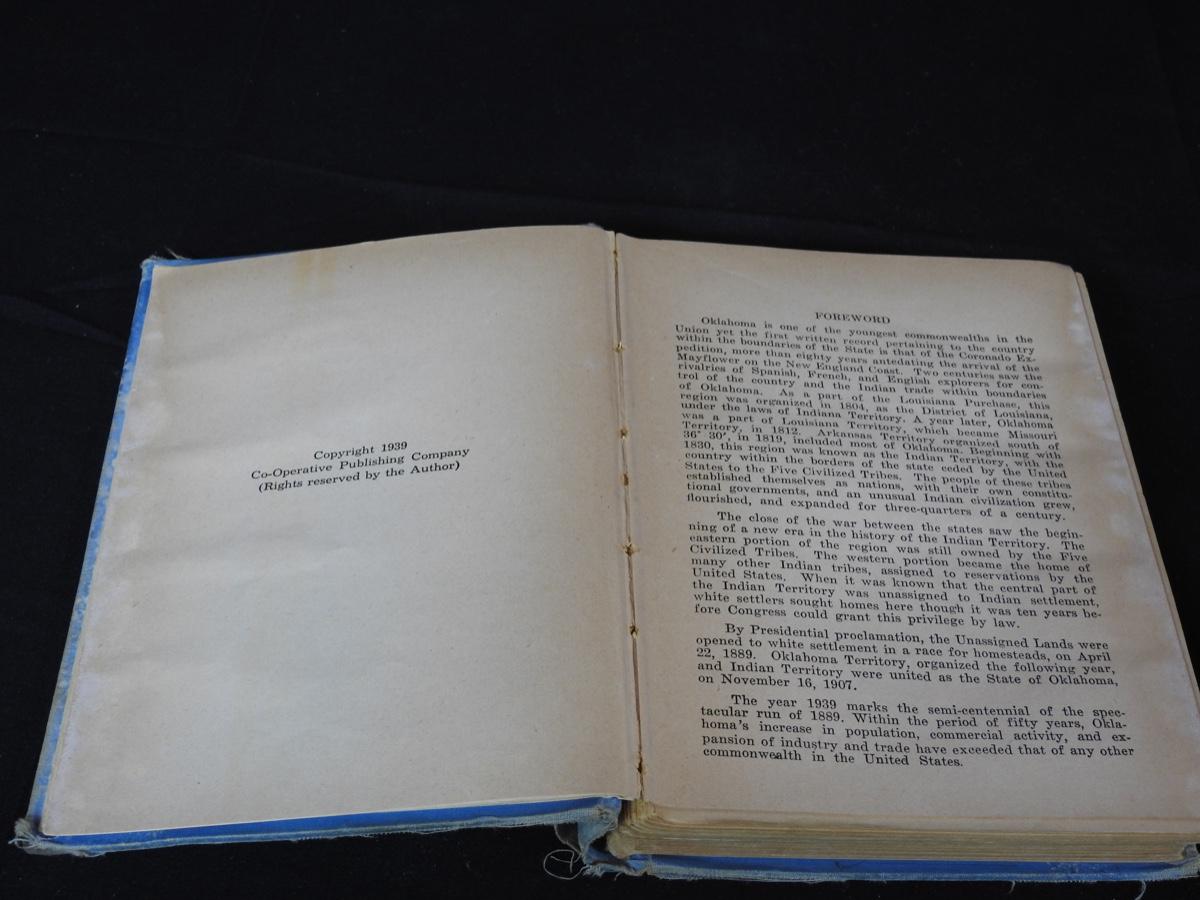 Copyright 1939
Co-Operative Publishing Company
(Rights reserved by the Author)
FOREWORD
Oklahoma is one of the youngest commonwealths in the
Union yet the first written record pertaining to the country
within the boundaries of the State is that of the Coronado Ex-
pedition, more than eighty years antedating the arrival of the
Mayflower on the New England Coast. Two centuries saw the
rivalries of Spanish, French, and English explorers for con-
trol of the country and the Indian trade within boundaries
of Oklahoma. As a part of the Louisiana Purchase, this
region was organized in 1804, as the District of Louisiana,
under the laws of Indiana Territory. A year later, Oklahoma
was a part of Louisiana Territory, which became Missouri
Territory, in 1812. Arkansas Territory organized south of
36° 30′, in 1819, included most of Oklahoma. Beginning with
1830, this region was known as the Indian Territory, with the
country within the borders of the state ceded by the United
States to the Five Civilized Tribes. The people of these tribes
established themselves as nations, with their own constitu-
tional governments, and an unusual Indian civilization grew,
flourished, and expanded for three-quarters of a century.
The close of the war between the states saw the begin-
ning of a new era in the history of the Indian Territory. The
eastern portion of the region was still owned by the Five
Civilized Tribes. The western portion became the home of
many other Indian tribes, assigned to reservations by the
United States. When it was known that the central part of
the Indian Territory was unassigned to Indian settlement,
white settlers sought homes here though it was ten years be-
fore Congress could grant this privilege by law.
By Presidential proclamation, the Unassigned Lands were
opened to white settlement in a race for homesteads, on April
22, 1889. Oklahoma Territory, organized the following year,
and Indian Territory were united as the State of Oklahoma,
on November 16, 1907.
The year 1939 marks the semi-centennial of the spec-
tacular run of 1889. Within the period of fifty years, Okla-
homa's increase in population, commercial activity, and ex-
pansion of industry and trade have exceeded that of any other
commonwealth in the United States.